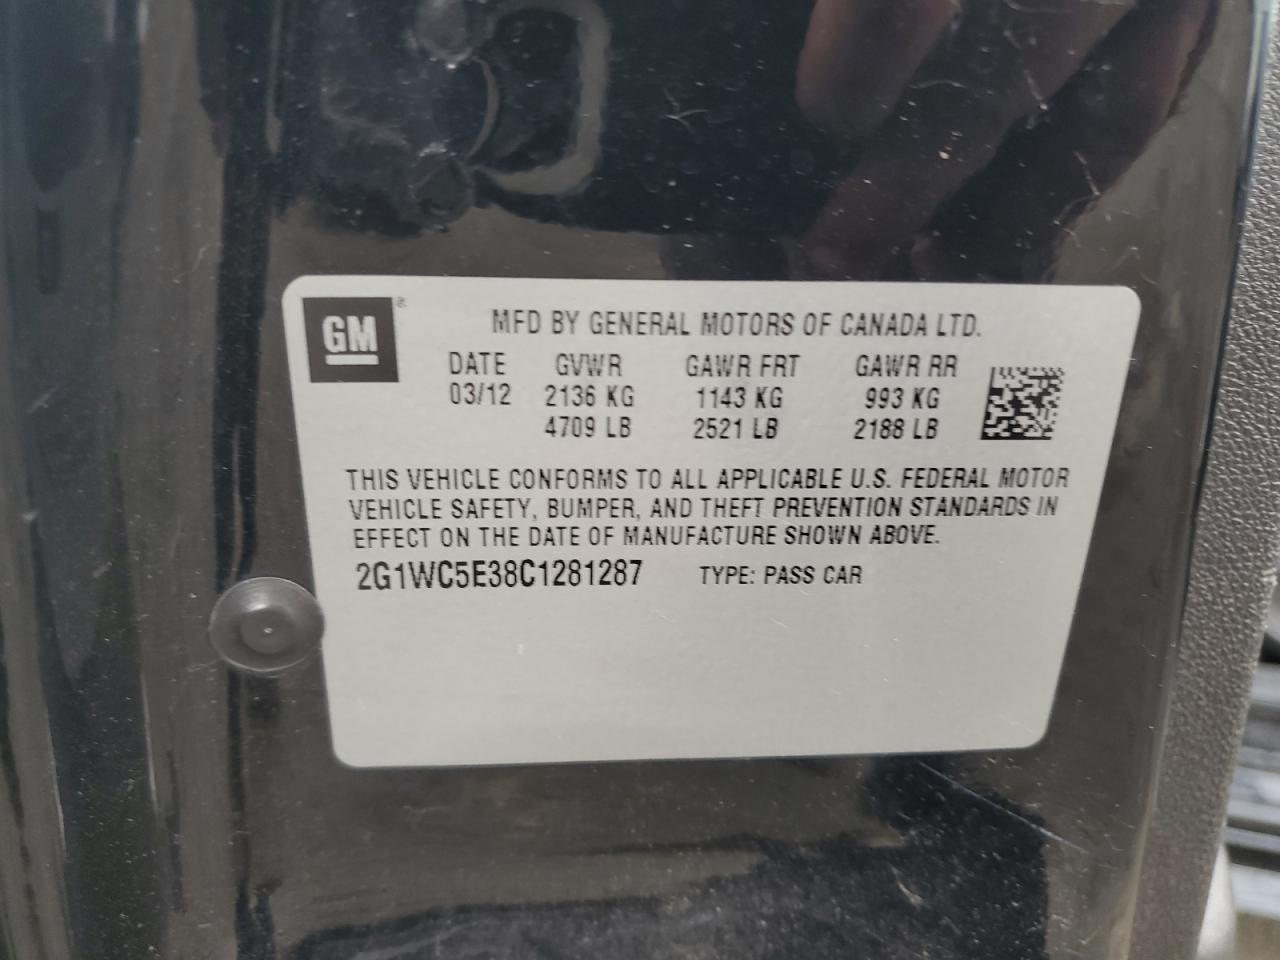 GM ®
MFD BY GENERAL MOTORS OF CANADA LTD.
DATE GVWR GAWR FRT GAWR RR
03/12 2136 KG 1143 KG 993 KG
4709 LB 2521 LB 2188 LB
THIS VEHICLE CONFORMS TO ALL APPLICABLE U.S. FEDERAL MOTOR
VEHICLE SAFETY, BUMPER, AND THEFT PREVENTION STANDARDS IN
EFFECT ON THE DATE OF MANUFACTURE SHOWN ABOVE.
2G1WC5E38C1281287 TYPE: PASS CAR